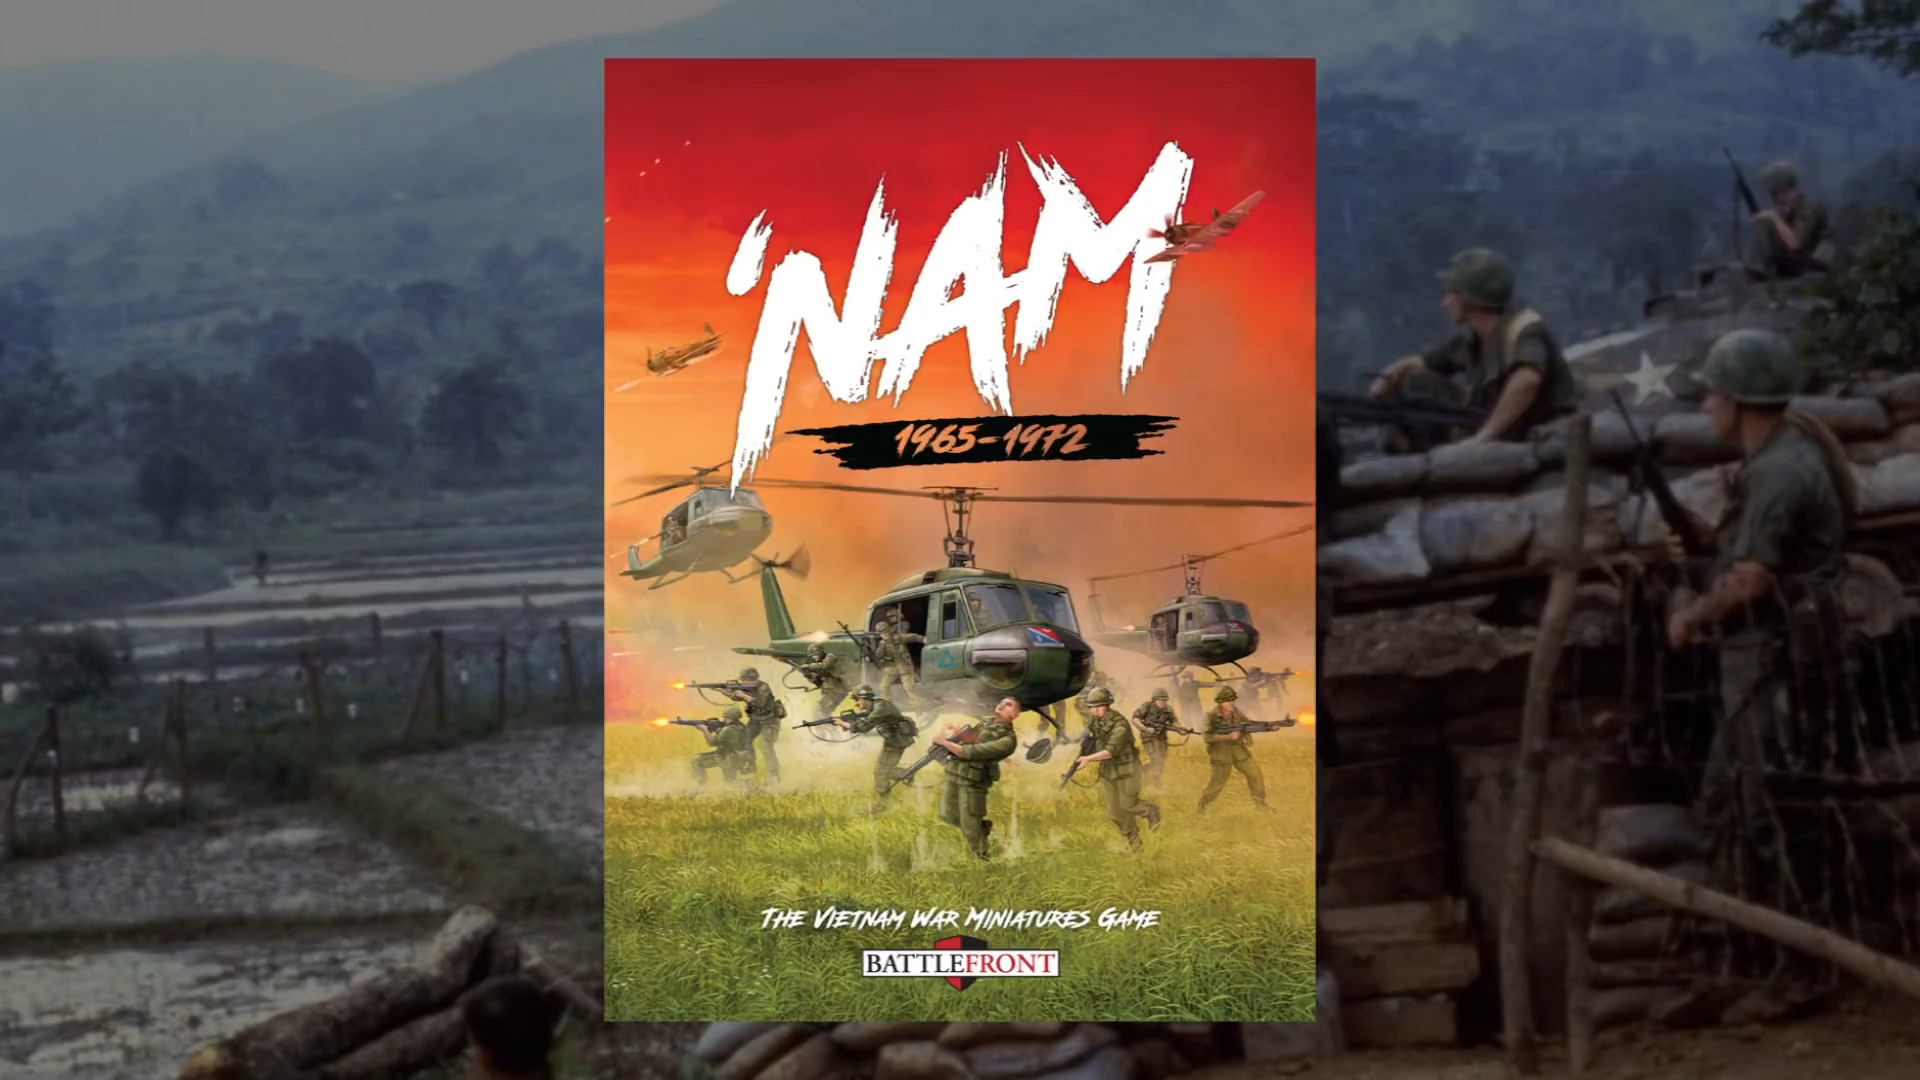 'NAM
1965-1972
THE VIETNAM WAR MINIATURES GAME
BATTLEFRONT